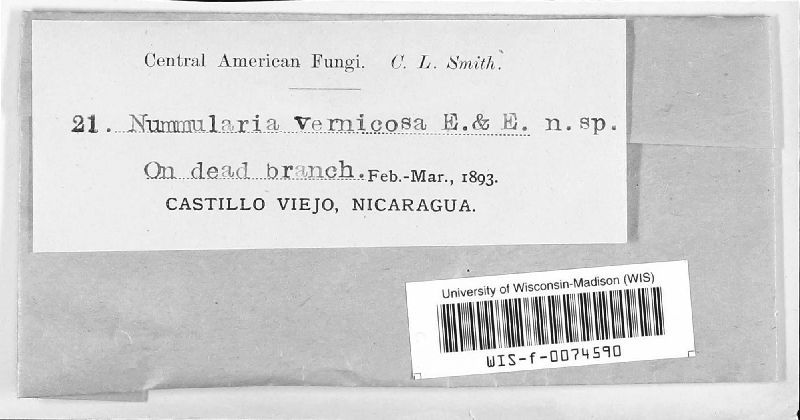 Central American Fungi. C. L. Smith.
21. Nummularia vernicosa E. & E. n. sp.
On dead branch. Feb.-Mar., 1893.
CASTILLO VIEJO, NICARAGUA.
University of Wisconsin-Madison (WIS)
WIS-f-0074590